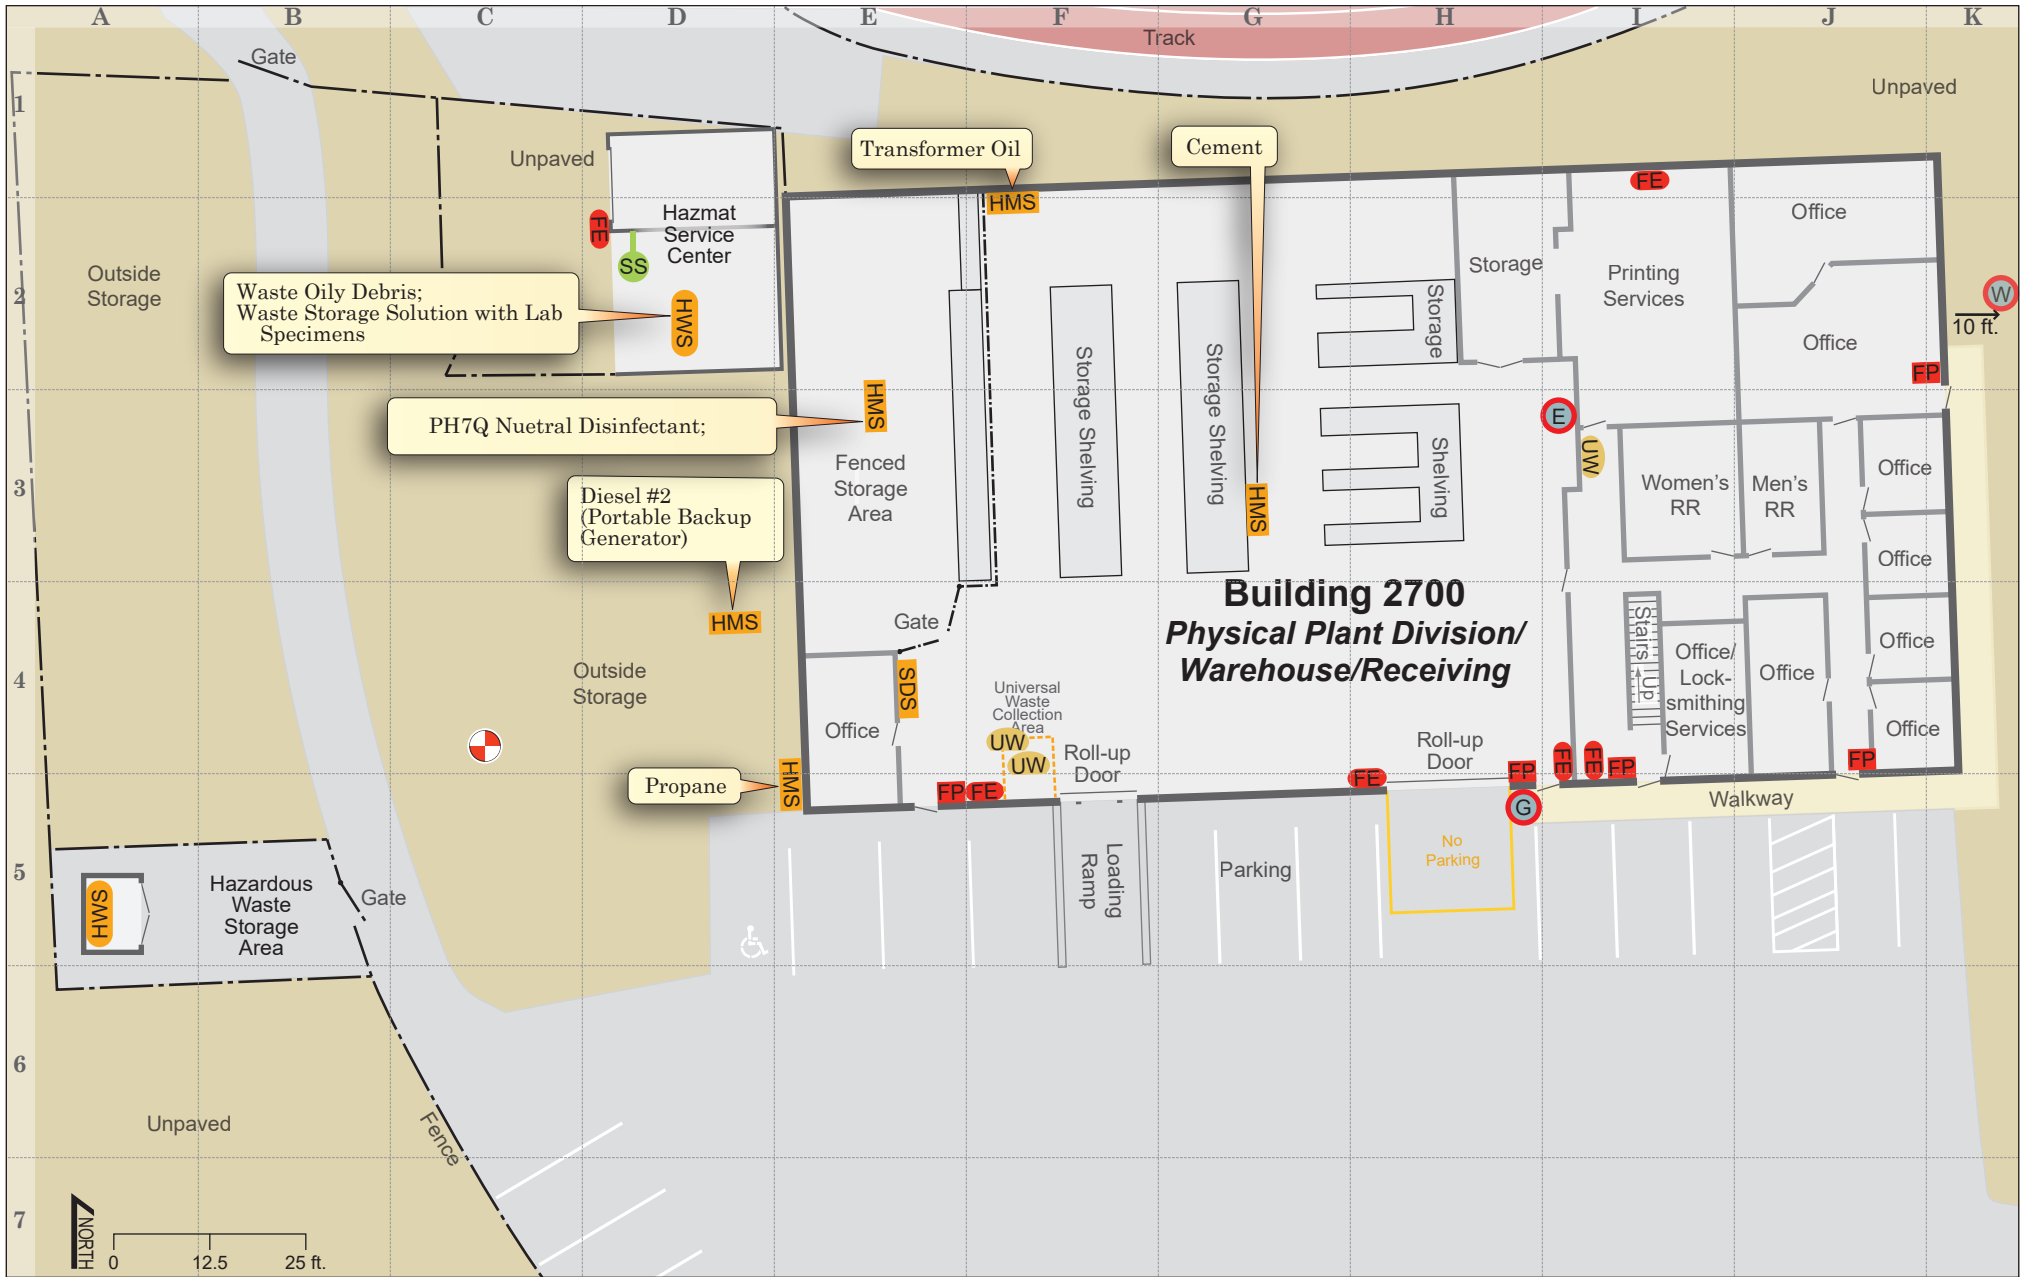 A B C D E F G H I J K
1
2
3
4
5
6
7
Track
Gate
Unpaved
Unpaved
Transformer Oil
Cement
HMS
FE
FE
Hazmat
Service
Center
SS
Outside
Storage
Waste Oily Debris;
Waste Storage Solution with Lab
Specimens
HWS
Storage
Storage
Printing
Services
Office
Office
W
10 ft.
FP
PH7Q Nuetral Disinfectant;
HMS
Fenced
Storage
Area
Storage Shelving
Storage Shelving
HMS
Shelving
E
UW
Women's
RR
Men's
RR
Office
Office
Diesel #2
(Portable Backup
Generator)
HMS
Building 2700
Physical Plant Division/
Warehouse/Receiving
Gate
SDS
Office
Outside
Storage
Universal
Waste
Collection
Area
UW
UW
Roll-up
Door
Roll-up
Door
Stairs
Up
Office/
Lock-
smithing
Services
Office
Office
Office
Propane
HMS
FP
FE
FE
FP
FE
FE
FP
FP
G
Walkway
No
Parking
Parking
Loading
Ramp
HWS
Hazardous
Waste
Storage
Area
Gate
Unpaved
Fence
NORTH
0 12.5 25 ft.